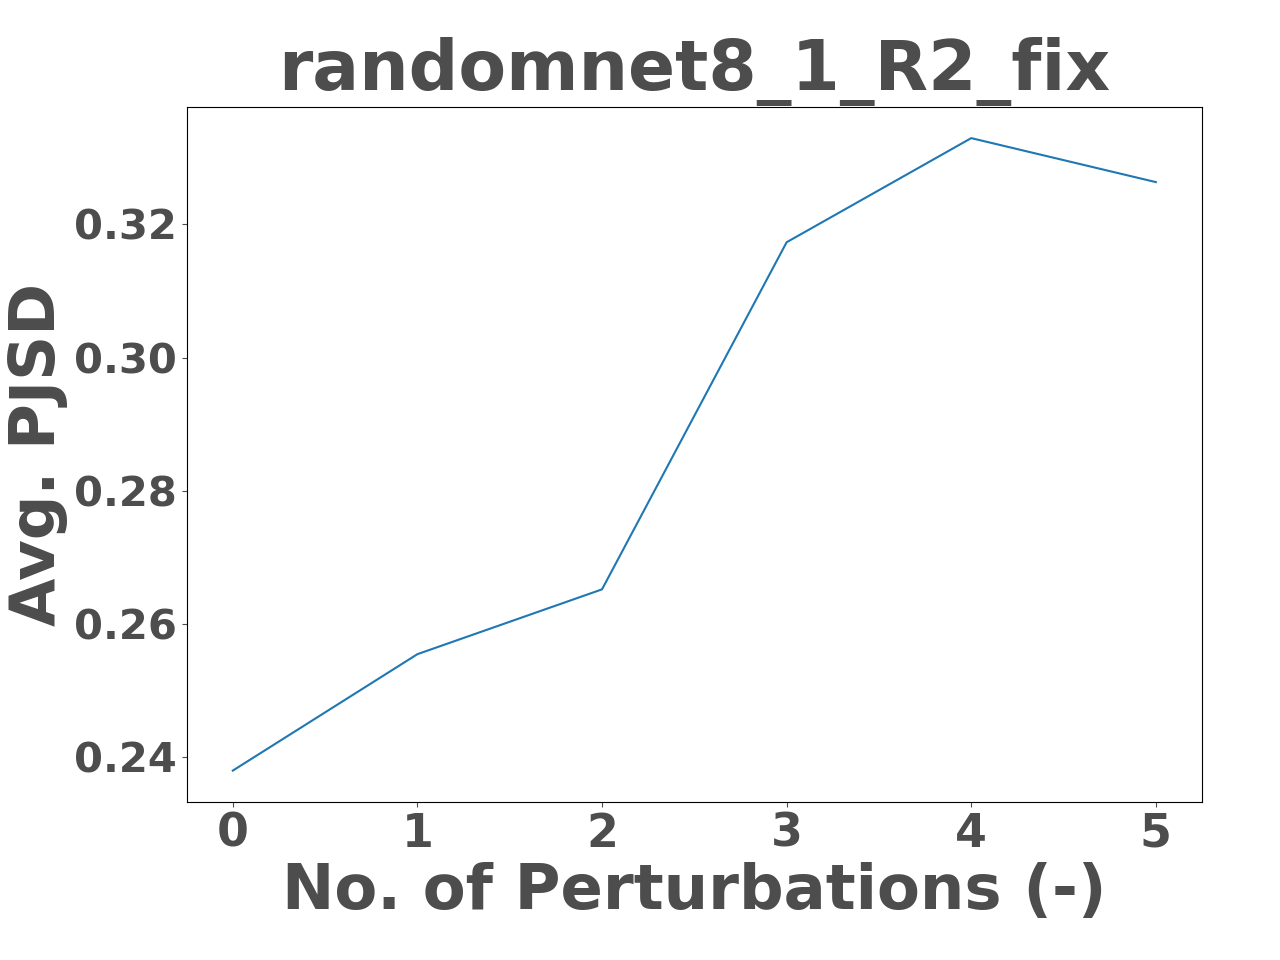 randomnet8_1_R2_fix
Avg. PJSD
0.32
0.30
0.28
0.26
0.24
0 1 2 3 4 5
No. of Perturbations (-)